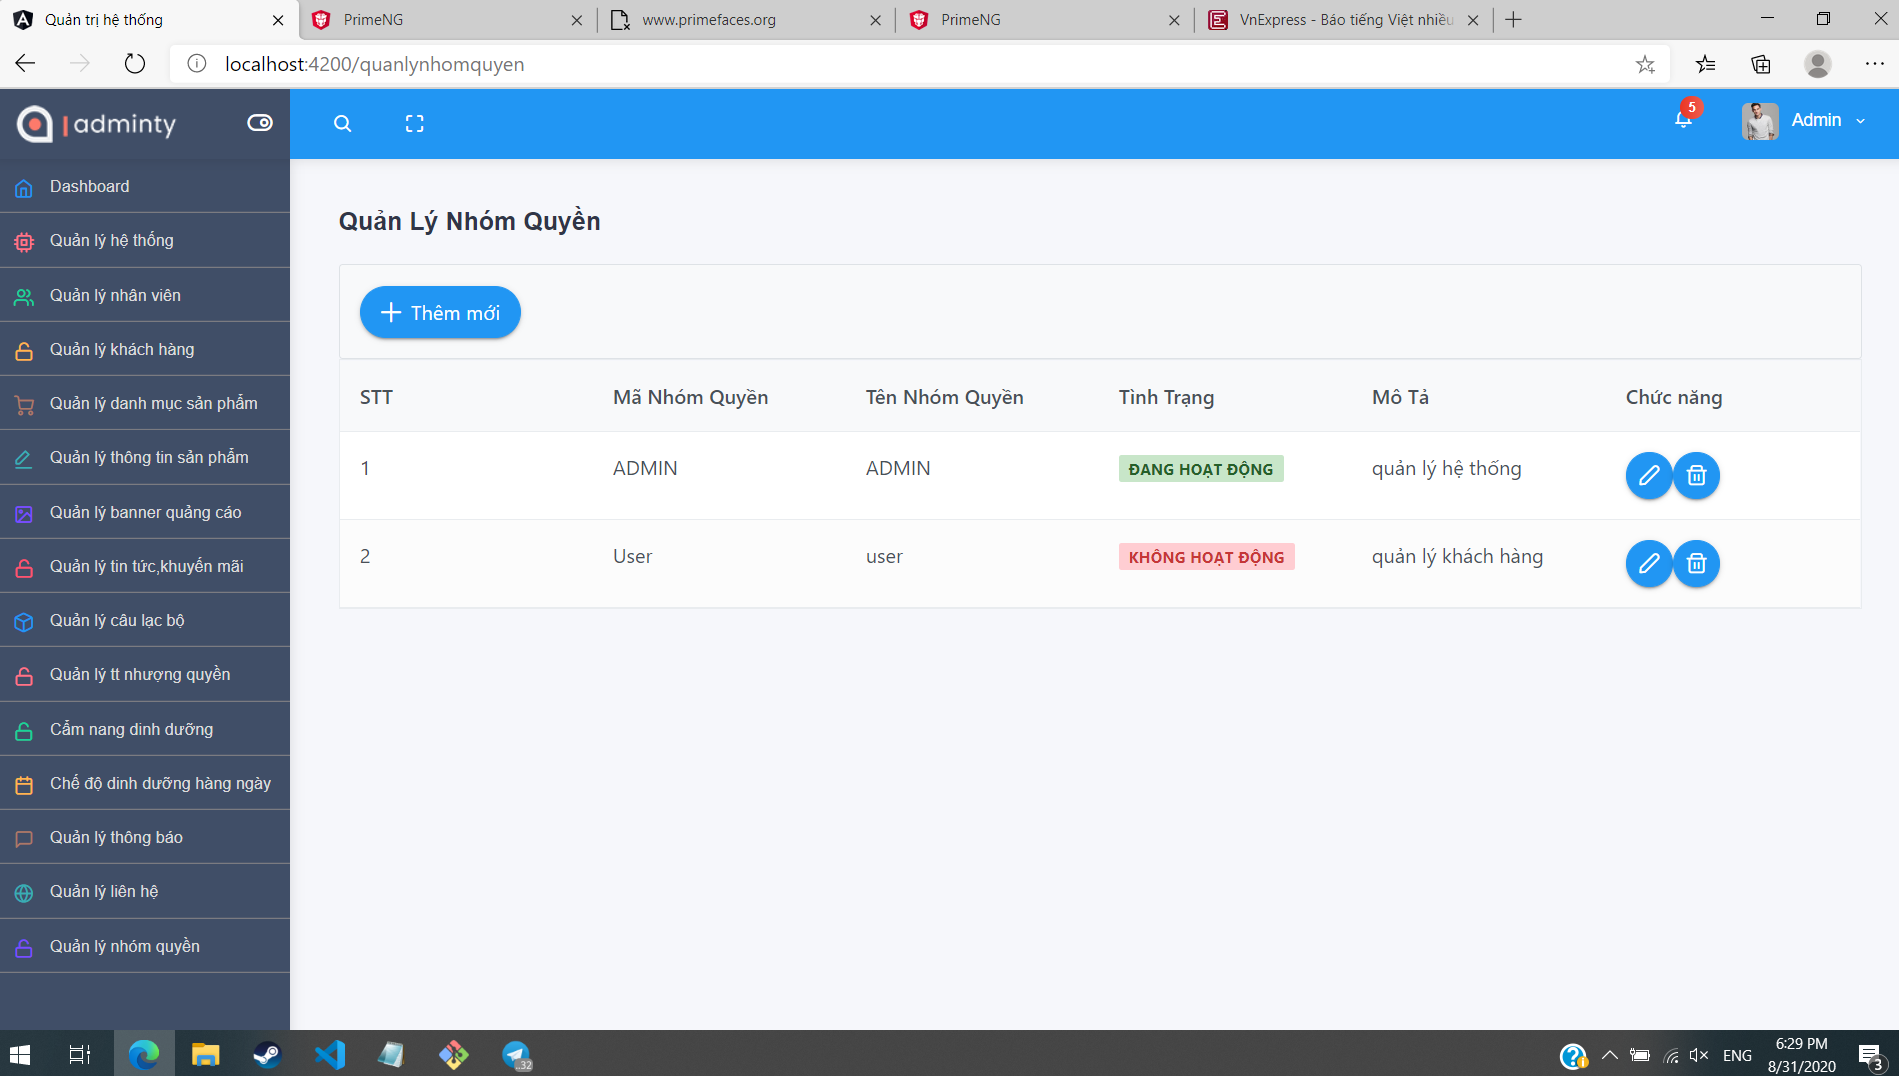 Quản trị hệ thống
PrimeNG
www.primefaces.org
PrimeNG
VnExpress - Báo tiếng Việt nhiều
localhost:4200/quanlynhomquyen
adminty
5
Admin
Dashboard
Quản lý hệ thống
Quản lý nhân viên
Quản lý khách hàng
Quản lý danh mục sản phẩm
Quản lý thông tin sản phẩm
Quản lý banner quảng cáo
Quản lý tin tức,khuyến mãi
Quản lý câu lạc bộ
Quản lý tt nhượng quyền
Cẩm nang dinh dưỡng
Chế độ dinh dưỡng hàng ngày
Quản lý thông báo
Quản lý liên hệ
Quản lý nhóm quyền
Quản Lý Nhóm Quyền
Thêm mới
STT Mã Nhóm Quyền Tên Nhóm Quyền Tình Trạng Mô Tả Chức năng
1 ADMIN ADMIN ĐANG HOẠT ĐỘNG quản lý hệ thống
2 User user KHÔNG HOẠT ĐỘNG quản lý khách hàng
..32
ENG
6:29 PM
8/31/2020
3